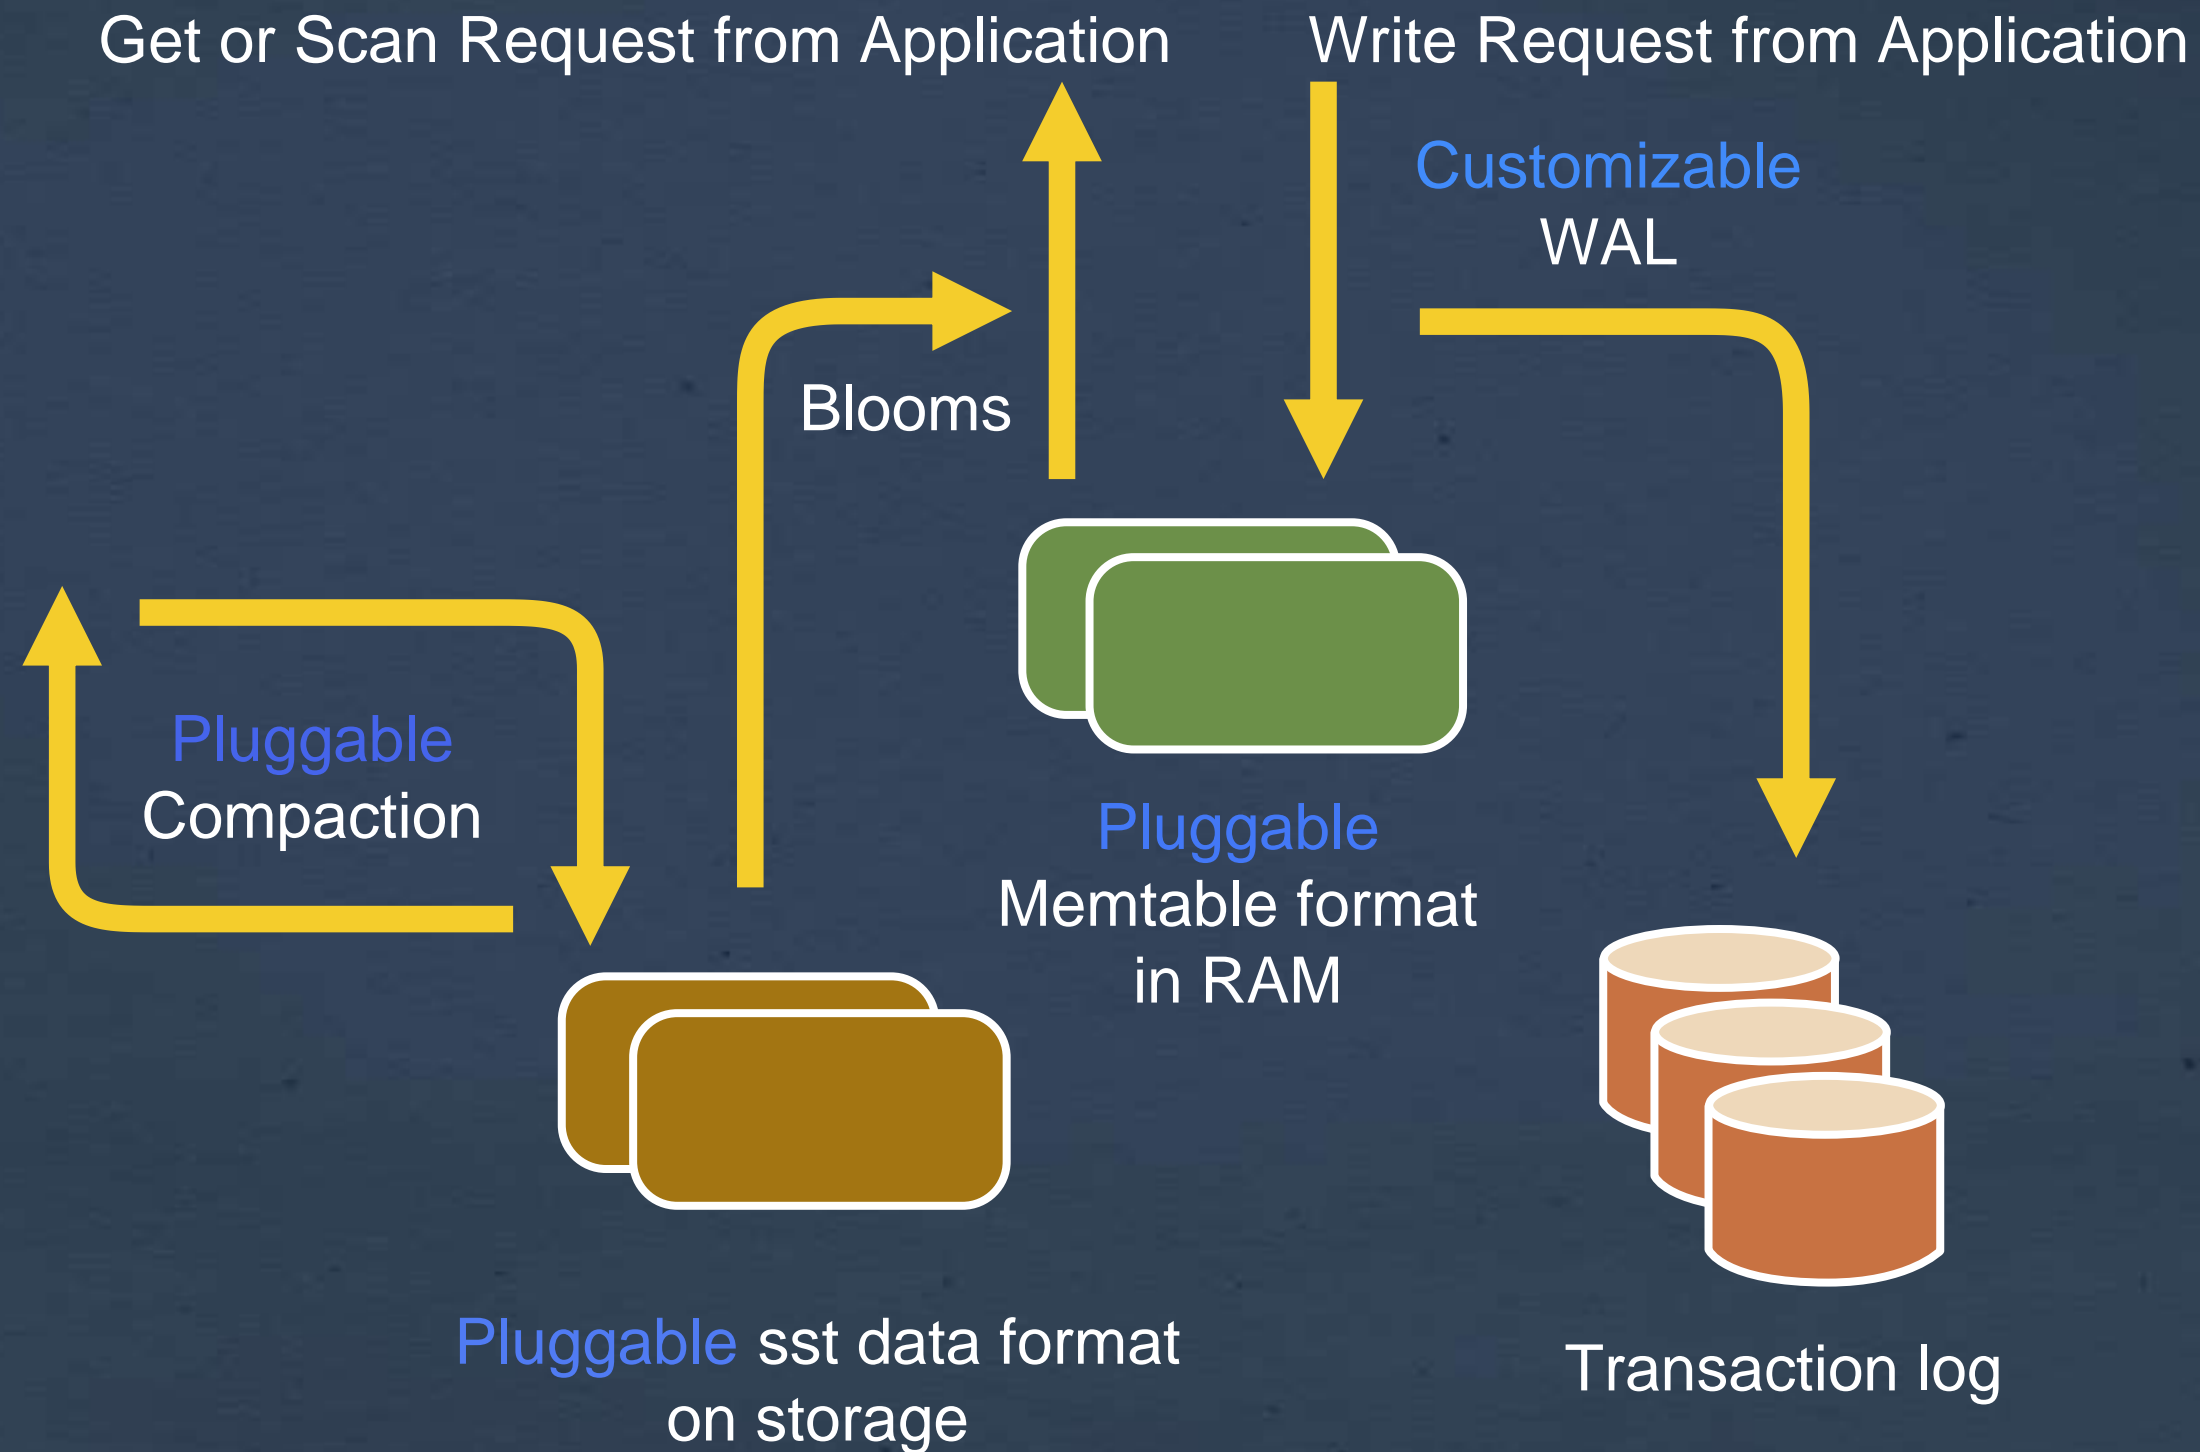 Get or Scan Request from Application
Write Request from Application
Customizable
WAL
Blooms
Pluggable
Compaction
Pluggable
Memtable format
in RAM
Pluggable sst data format
on storage
Transaction log